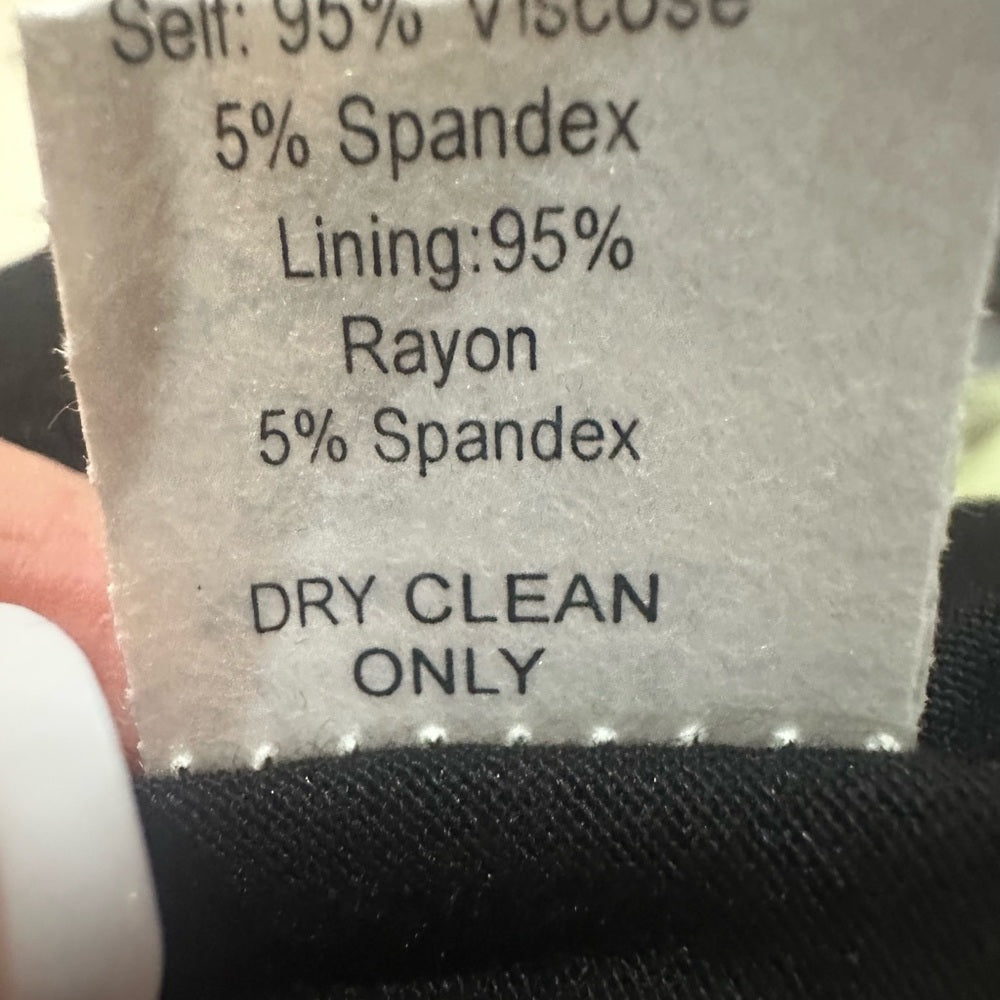 Self: 95% Viscose
5% Spandex
Lining:95%
Rayon
5% Spandex
DRY CLEAN
ONLY